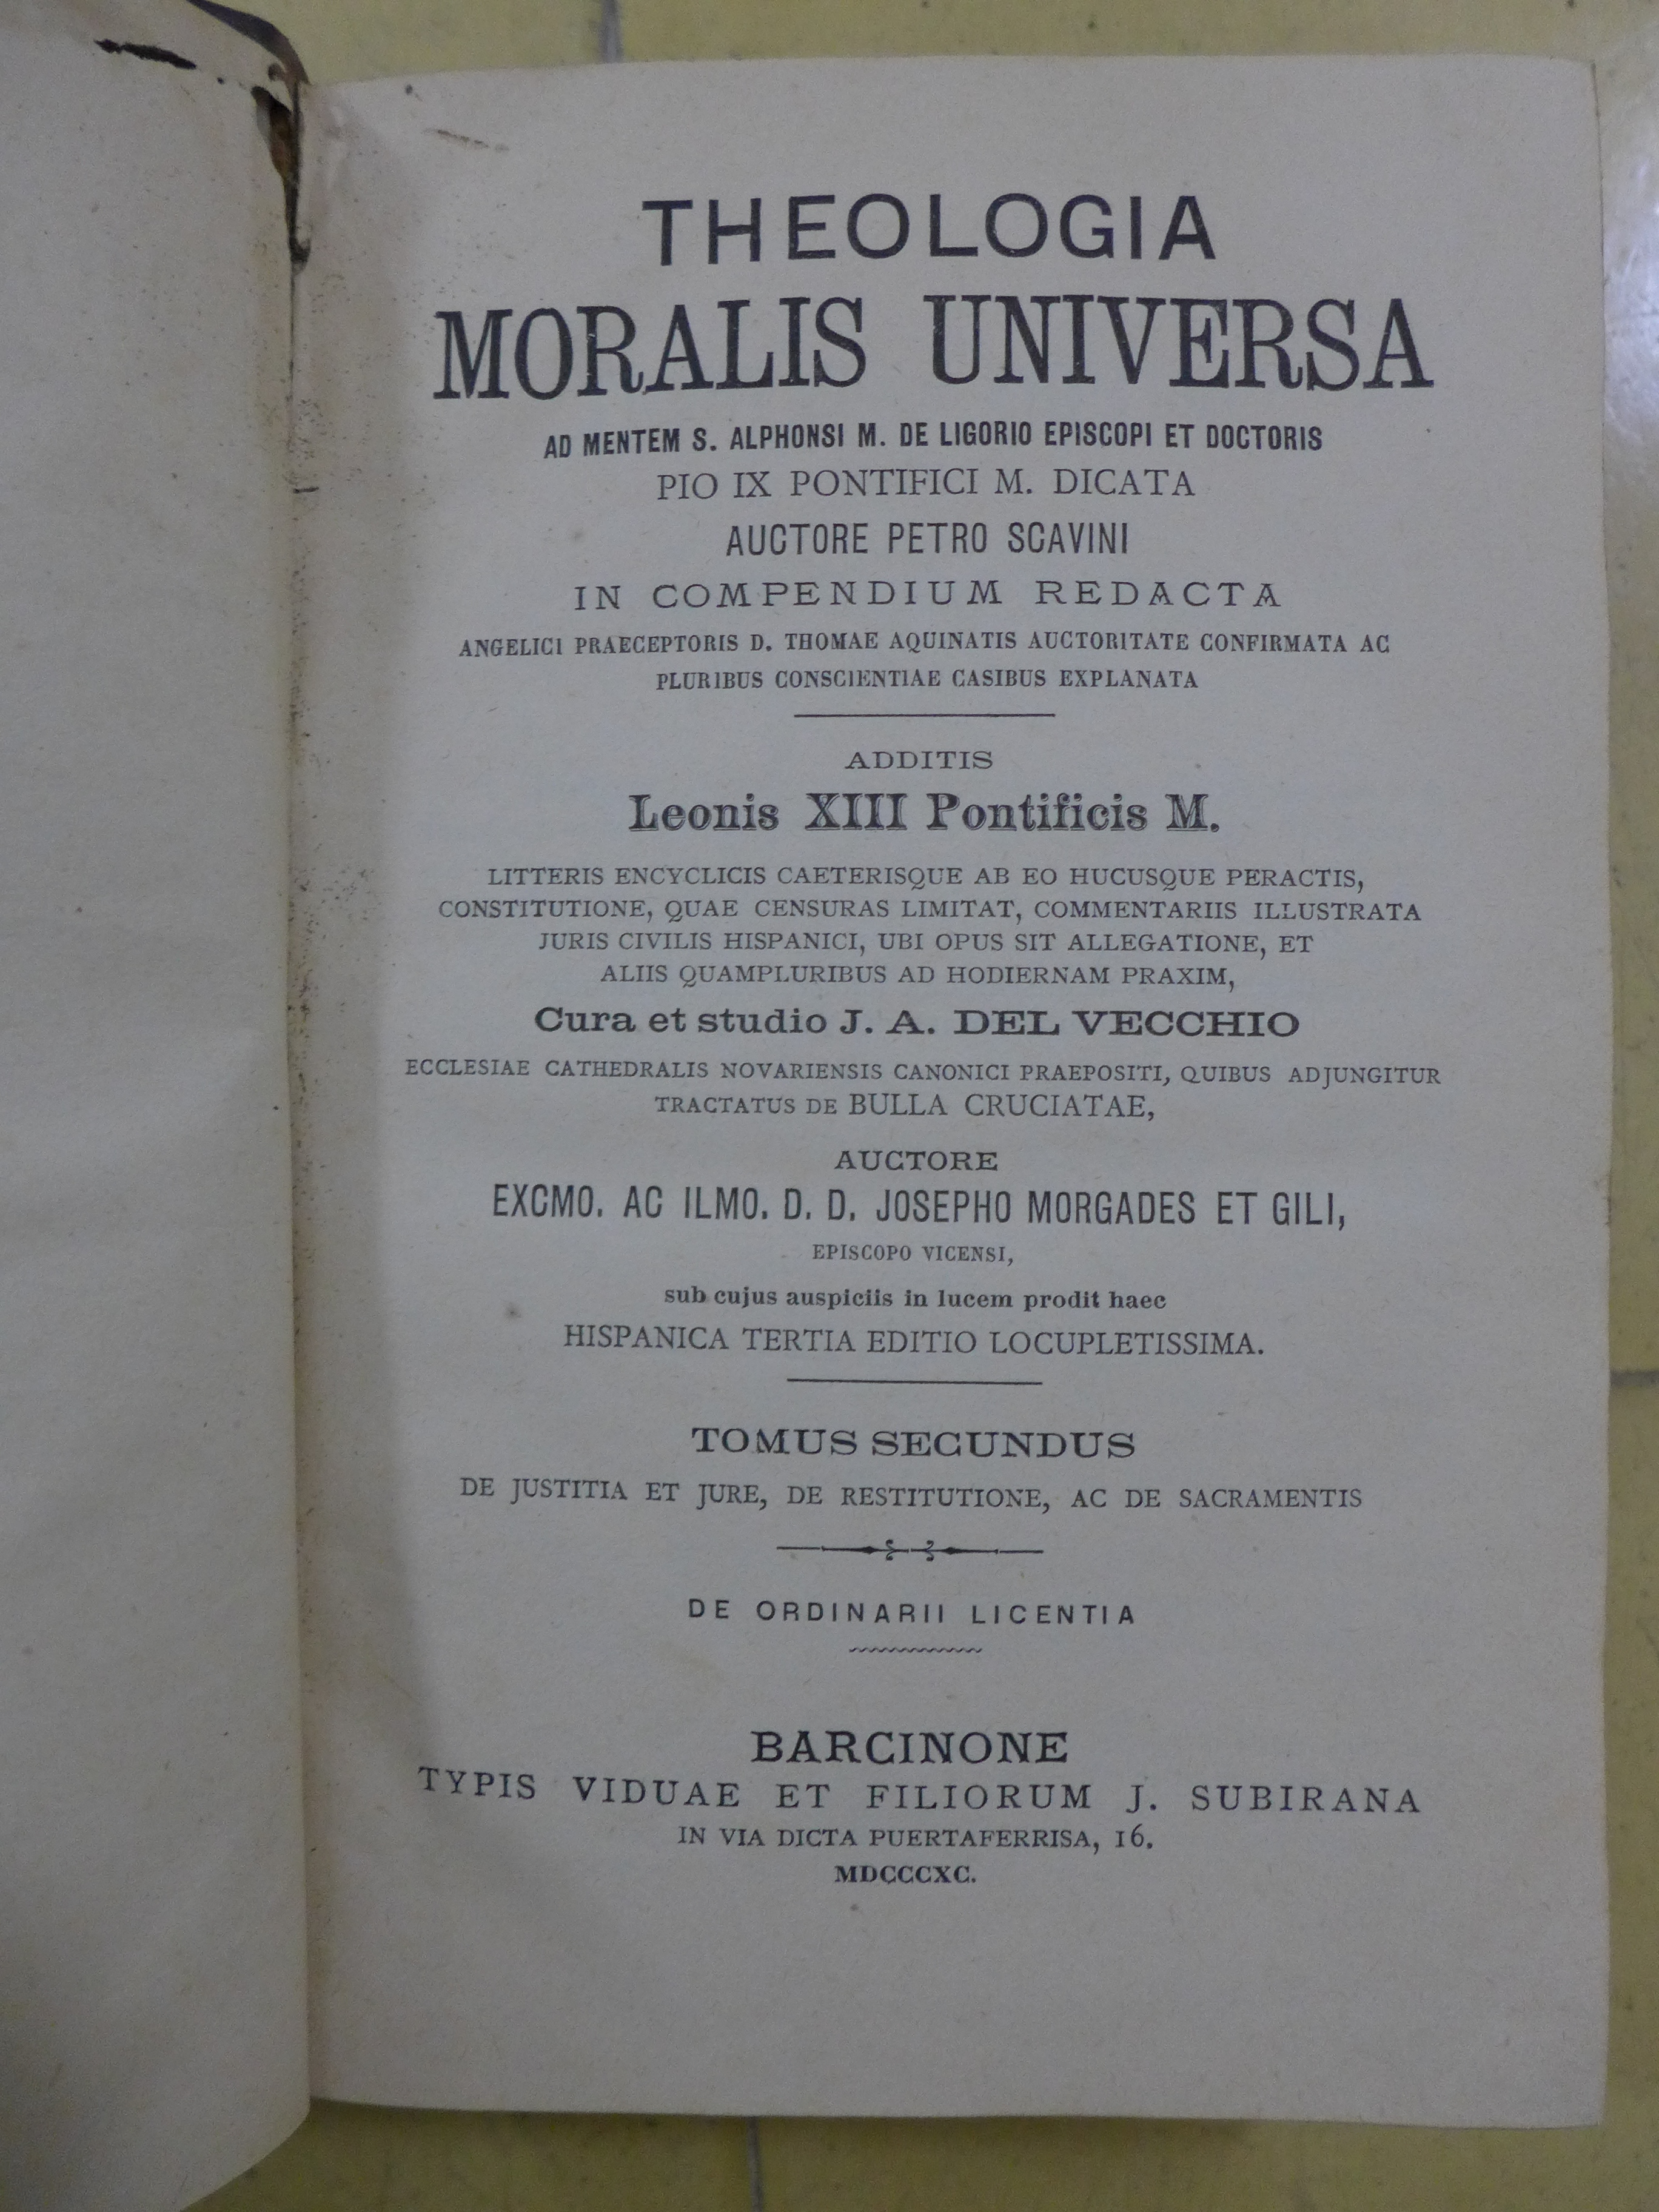 THEOLOGIA
MORALIS UNIVERSA
AD MENTEM S. ALPHONSI M. DE LIGORIO EPISCOPI ET DOCTORIS
PIO IX PONTIFICI M. DICATA
AUCTORE PETRO SCAVINI
IN COMPENDIUM REDACTA
ANGELICI PRAECEPTORIS D. THOMAE AQUINATIS AUCTORITATE CONFIRMATA AC
PLURIBUS CONSCIENTIAE CASIBUS EXPLANATA
ADDITIS
Leonis XIII Pontificis M.
LITTERIS ENCYCLICIS CAETERISQUE AB EO HUCUSQUE PERACTIS,
CONSTITUTIONE, QUAE CENSURAS LIMITAT, COMMENTARIIS ILLUSTRATA
JURIS CIVILIS HISPANICI, UBI OPUS SIT ALLEGATIONE, ET
ALIIS QUAMPLURIBUS AD HODIERNAM PRAXIM,
Cura et studio J. A. DEL VECCHIO
ECCLESIAE CATHEDRALIS NOVARIENSIS CANONICI PRAEPOSITI, QUIBUS ADJUNGITUR
TRACTATUS DE BULLA CRUCIATAE,
AUCTORE
EXCMO. AC ILMO. D. D. JOSEPHO MORGADES ET GILI,
EPISCOPO VICENSI,
sub cujus auspiciis in lucem prodit haec
HISPANICA TERTIA EDITIO LOCUPLETISSIMA.
TOMUS SECUNDUS
DE JUSTITIA ET JURE, DE RESTITUTIONE, AC DE SACRAMENTIS
DE ORDINARII LICENTIA
BARCINONE
TYPIS VIDUAE ET FILIORUM J. SUBIRANA
IN VIA DICTA PUERTAFERRISA, 16.
MDCCCXC.